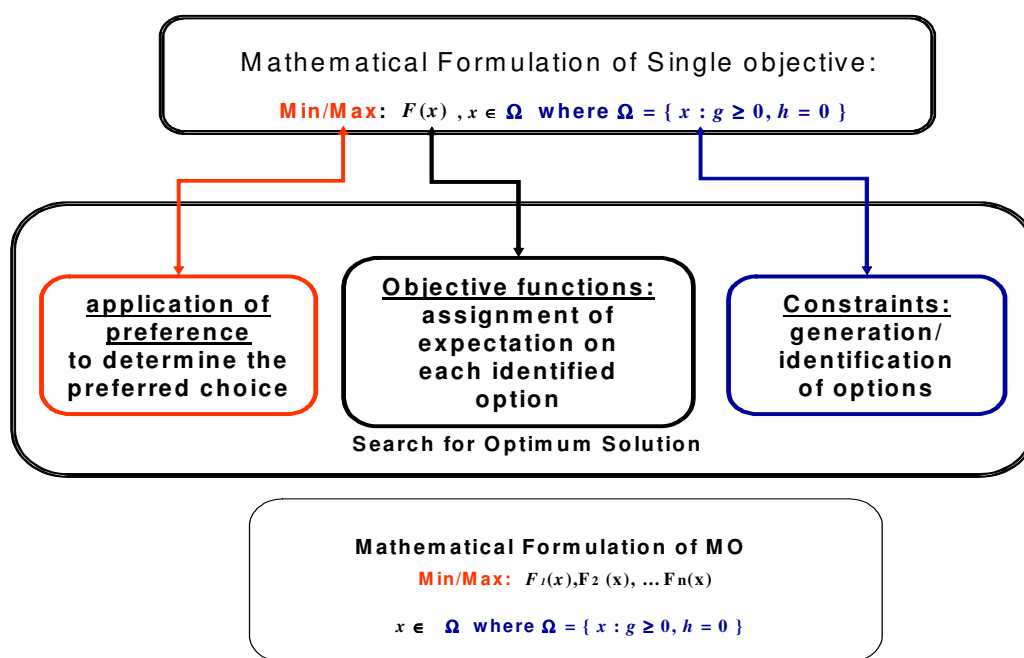 Mathematical Formulation of Single objective:
Min/Max: F(x) , x ∈ Ω where Ω = { x : g ≥ 0, h = 0 }
application of
preference
to determine the
preferred choice
Objective functions:
assignment of
expectation on
each identified
option
Constraints:
generation/
identification
of options
Search for Optimum Solution
Mathematical Formulation of MO
Min/Max: F1(x),F2 (x), ...Fn(x)
x ∈ Ω where Ω = { x : g ≥ 0, h = 0 }